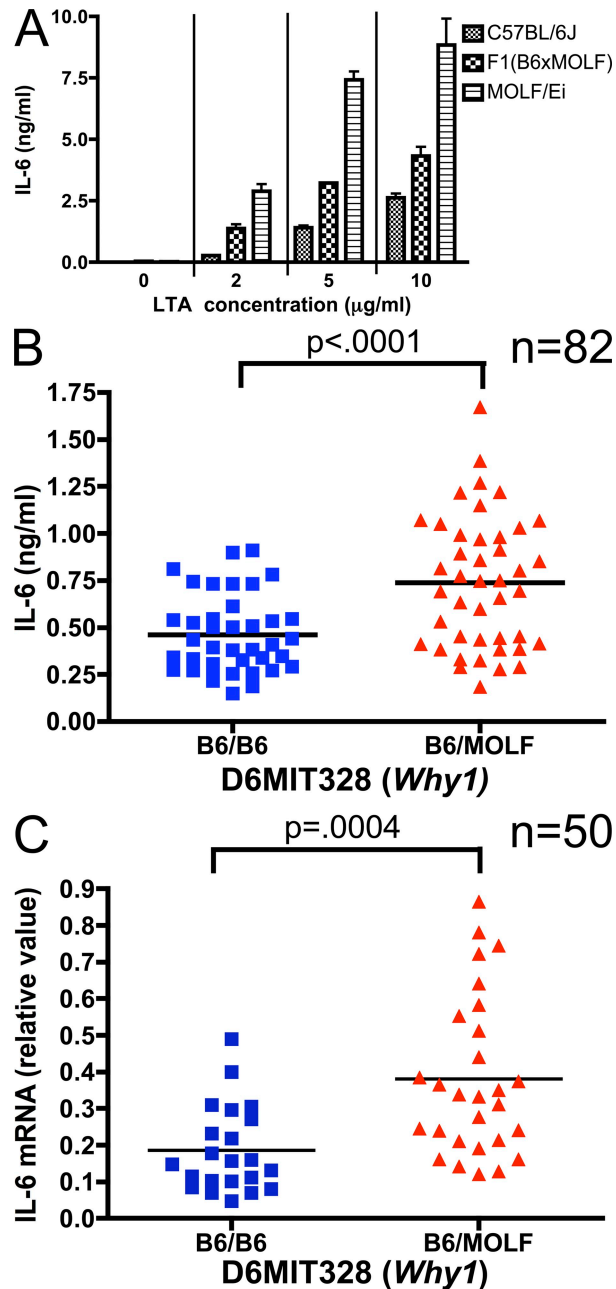 A
10.0
7.5
5.0
2.5
0.0
IL-6 (ng/ml)
C57BL/6J
F1(B6xMOLF)
MOLF/Ei
0 2 5 10
LTA concentration (μg/ml)
B
p<.0001
n=82
1.75
1.50
1.25
1.00
0.75
0.50
0.25
0.00
IL-6 (ng/ml)
B6/B6 B6/MOLF
D6MIT328 (Why1)
C
p=.0004
n=50
0.9
0.8
0.7
0.6
0.5
0.4
0.3
0.2
0.1
0.0
IL-6 mRNA (relative value)
B6/B6 B6/MOLF
D6MIT328 (Why1)